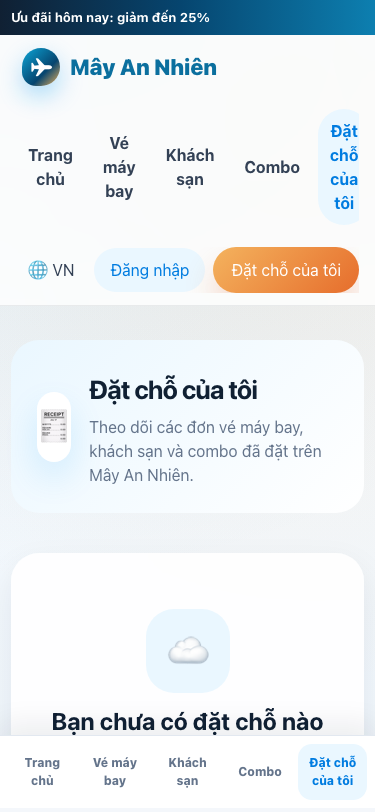 Ưu đãi hôm nay: giảm đến 25%
Mây An Nhiên
Trang
chủ
Vé
máy
bay
Khách
sạn
Combo
Đặt
chỗ
của
tôi
VN
Đăng nhập
Đặt chỗ của tôi
RECEIPT
Đặt chỗ của tôi
Theo dõi các đơn vé máy bay,
khách sạn và combo đã đặt trên
Mây An Nhiên.
Bạn chưa có đặt chỗ nào
Trang
chủ
Vé máy
bay
Khách
sạn
Combo
Đặt chỗ
của tôi